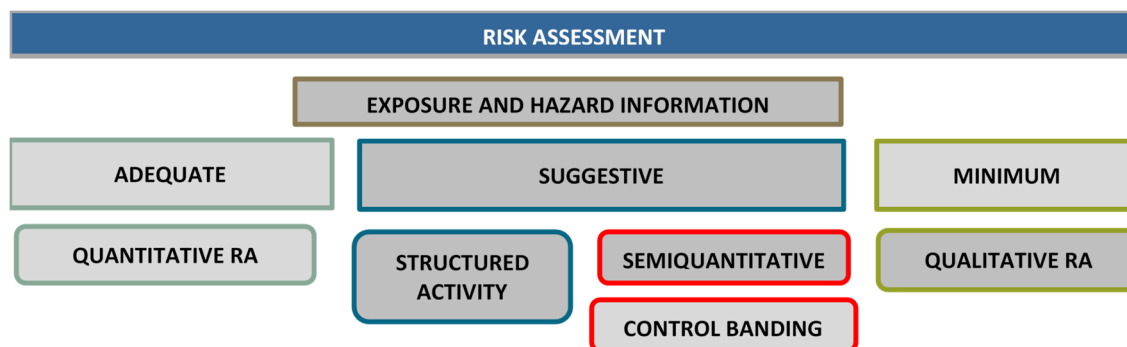 RISK ASSESSMENT
EXPOSURE AND HAZARD INFORMATION
ADEQUATE
SUGGESTIVE
MINIMUM
QUANTITATIVE RA
STRUCTURED
ACTIVITY
SEMIQUANTITATIVE
QUALITATIVE RA
CONTROL BANDING